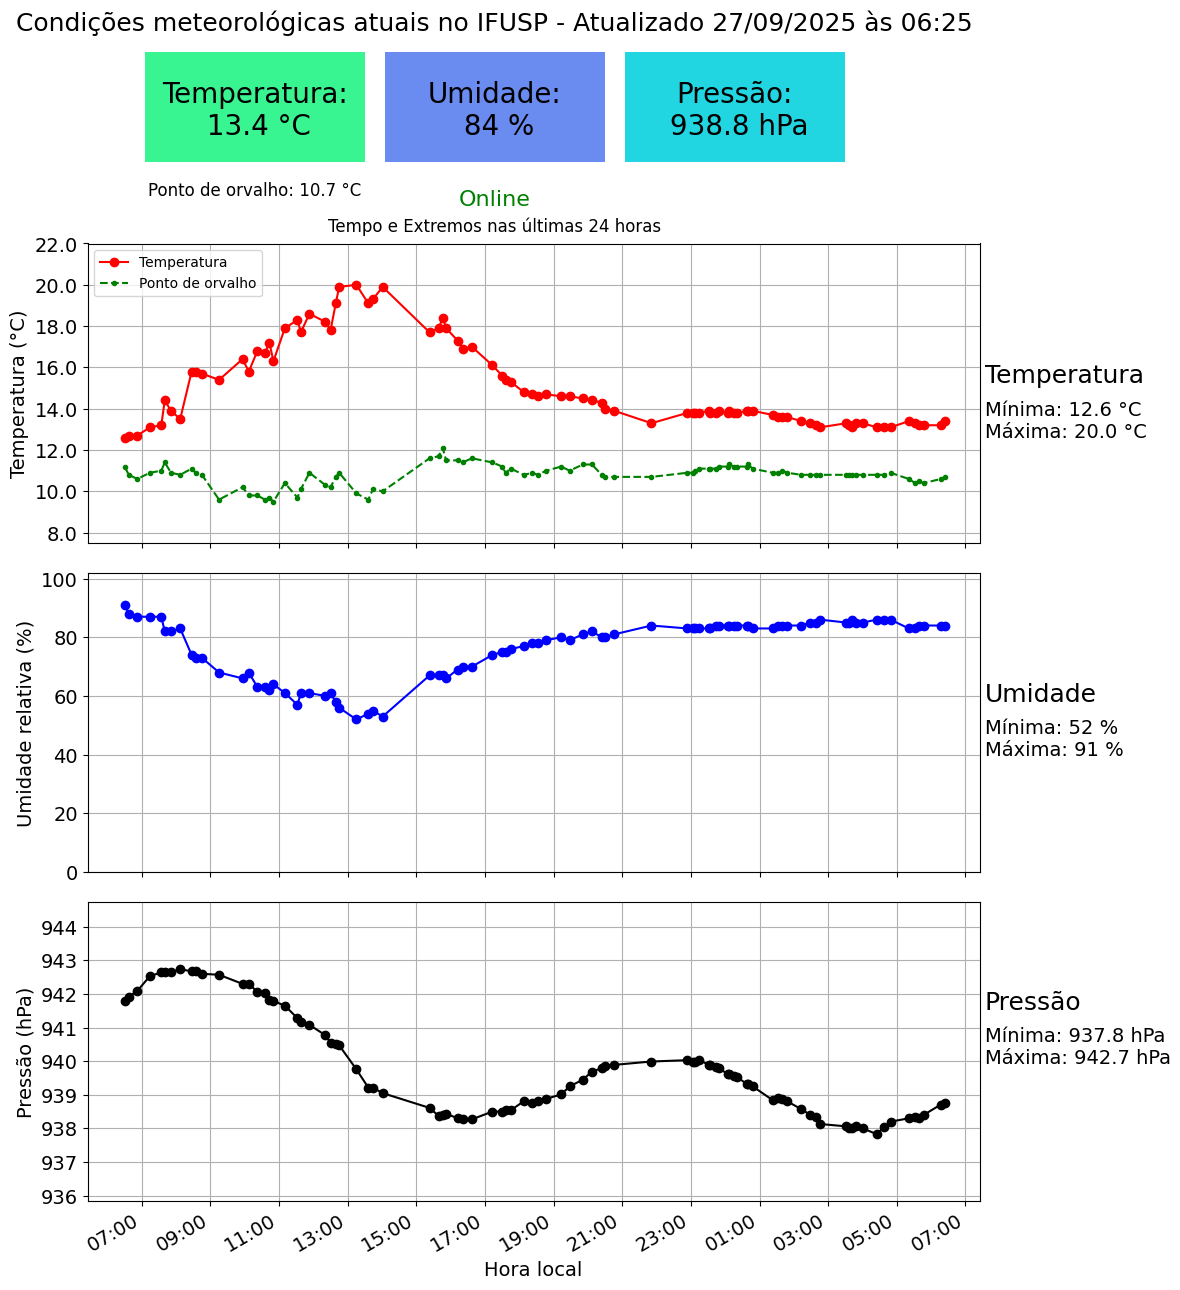 Condições meteorológicas atuais no IFUSP - Atualizado 27/09/2025 às 06:25
Temperatura:
13.4 °C
Umidade:
84 %
Pressão:
938.8 hPa
Ponto de orvalho: 10.7 °C
Online
Tempo e Extremos nas últimas 24 horas
Temperatura (°C)
22.0
20.0
18.0
16.0
14.0
12.0
10.0
8.0
Temperatura
Ponto de orvalho
Temperatura
Mínima: 12.6 °C
Máxima: 20.0 °C
Umidade relativa (%)
100
80
60
40
20
0
Umidade
Mínima: 52 %
Máxima: 91 %
Pressão (hPa)
944
943
942
941
940
939
938
937
936
Pressão
Mínima: 937.8 hPa
Máxima: 942.7 hPa
07:00
09:00
11:00
13:00
15:00
17:00
19:00
21:00
23:00
01:00
03:00
05:00
07:00
Hora local